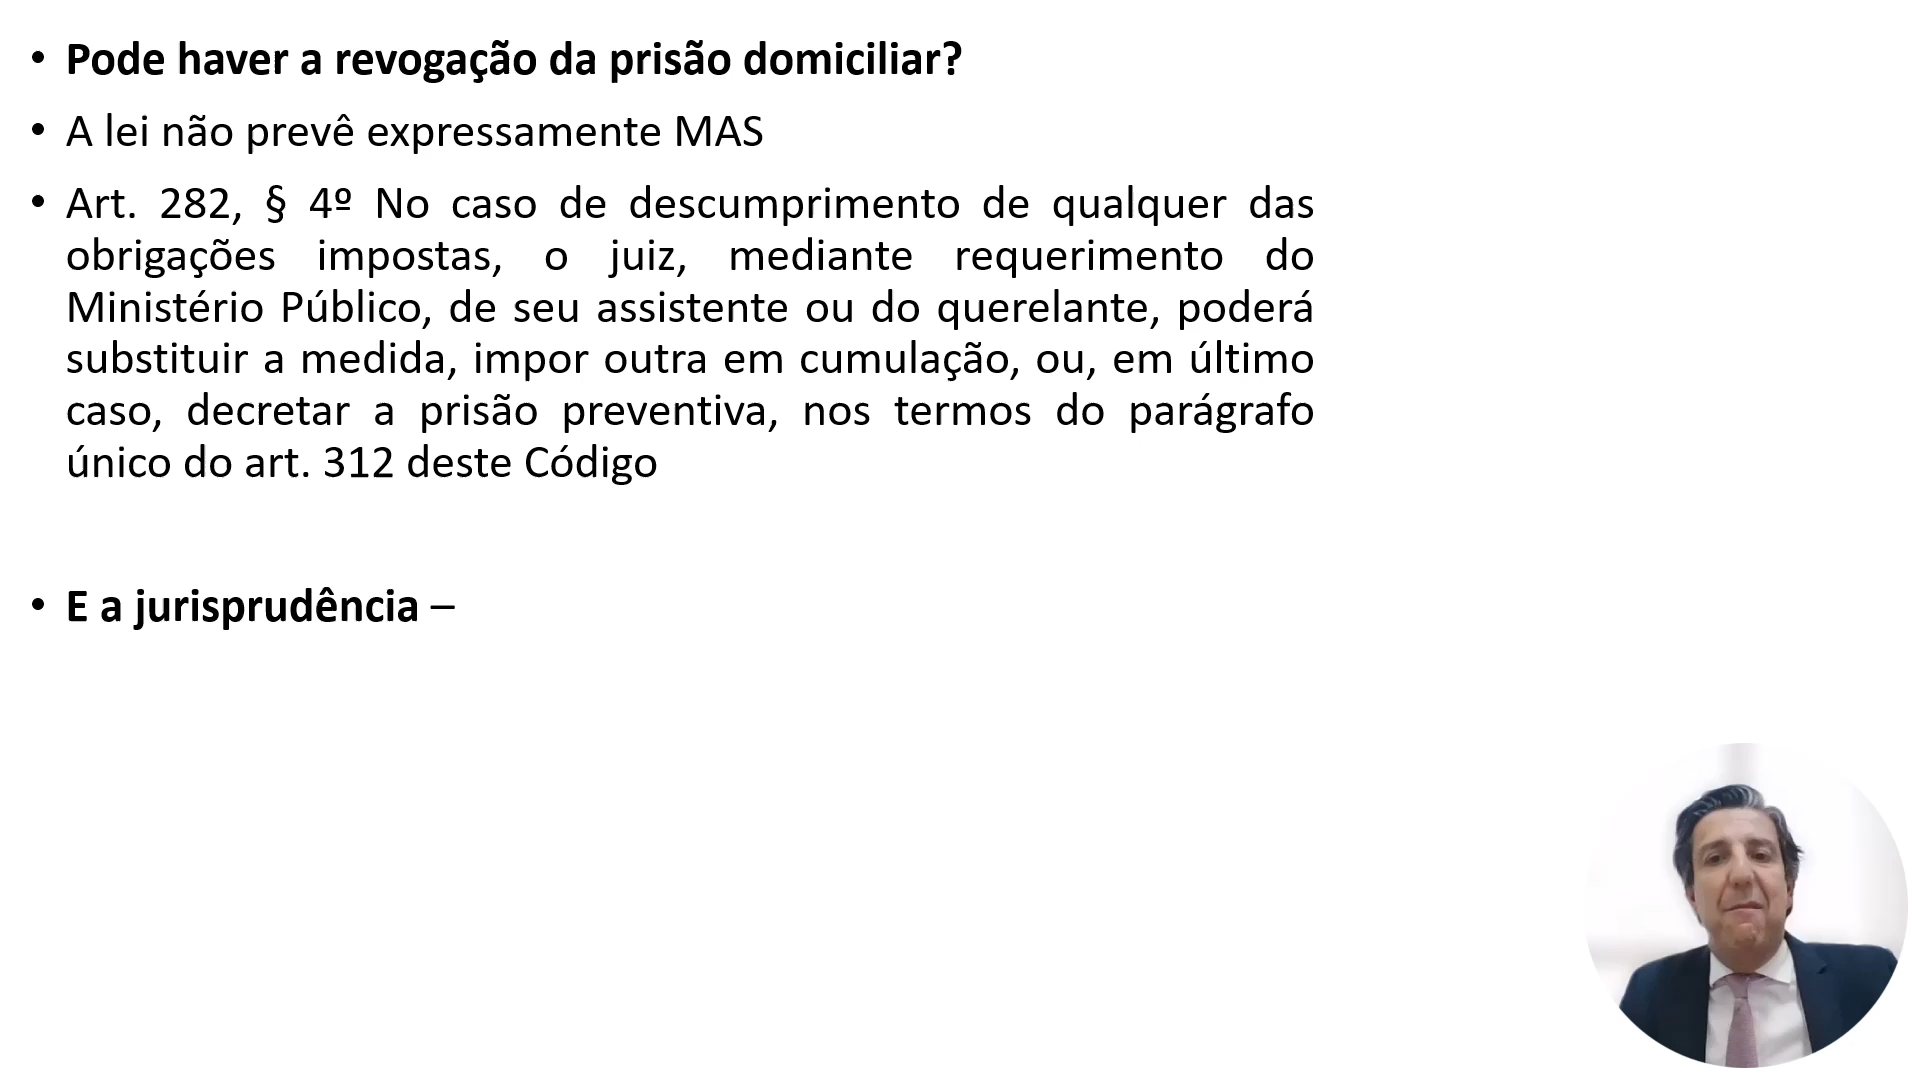 • Pode haver a revogação da prisão domiciliar?
• A lei não prevê expressamente MAS
• Art. 282, § 4º No caso de descumprimento de qualquer das
obrigações impostas, o juiz, mediante requerimento do
Ministério Público, de seu assistente ou do querelante, poderá
substituir a medida, impor outra em cumulação, ou, em último
caso, decretar a prisão preventiva, nos termos do parágrafo
único do art. 312 deste Código
• E a jurisprudência –